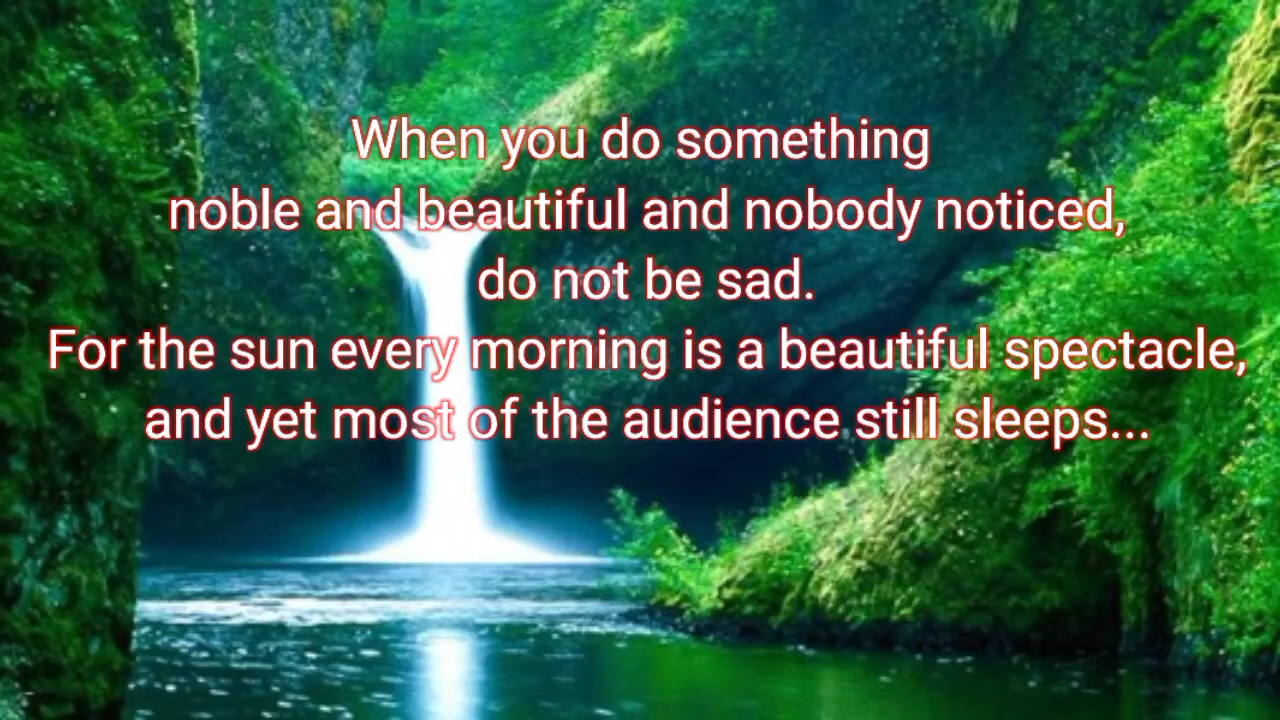 When you do something
noble and beautiful and nobody noticed,
do not be sad.
For the sun every morning is a beautiful spectacle,
and yet most of the audience still sleeps...